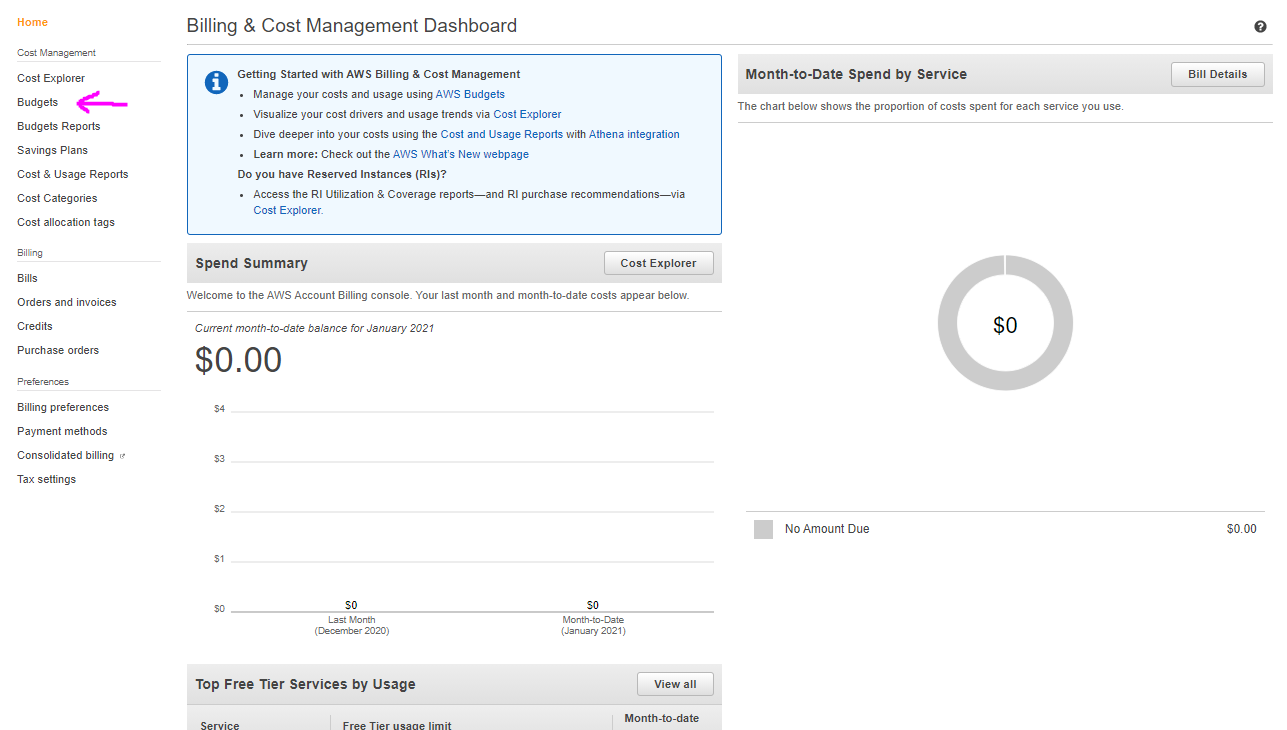 Home
Cost Management
Cost Explorer
Budgets
Budgets Reports
Savings Plans
Cost & Usage Reports
Cost Categories
Cost allocation tags
Billing
Bills
Orders and invoices
Credits
Purchase orders
Preferences
Billing preferences
Payment methods
Consolidated billing
Tax settings
Billing & Cost Management Dashboard
Getting Started with AWS Billing & Cost Management
• Manage your costs and usage using AWS Budgets
• Visualize your cost drivers and usage trends via Cost Explorer
• Dive deeper into your costs using the Cost and Usage Reports with Athena integration
• Learn more: Check out the AWS What's New webpage
Do you have Reserved Instances (RIs)?
• Access the RI Utilization & Coverage reports—and RI purchase recommendations—via
Cost Explorer.
Spend Summary
Cost Explorer
Welcome to the AWS Account Billing console. Your last month and month-to-date costs appear below.
Current month-to-date balance for January 2021
$0.00
$4
$3
$2
$1
$0
$0
$0
Last Month
(December 2020)
Month-to-Date
(January 2021)
Top Free Tier Services by Usage
View all
Service
Free Tier usage limit
Month-to-date
Month-to-Date Spend by Service
Bill Details
The chart below shows the proportion of costs spent for each service you use.
$0
No Amount Due
$0.00